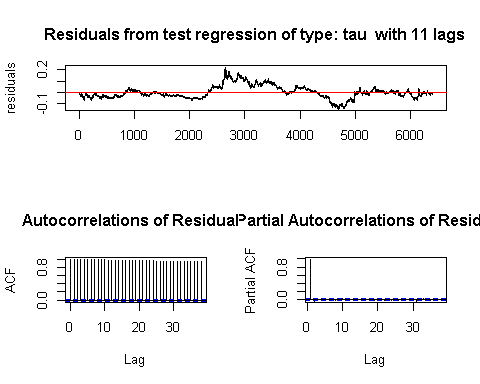 Residuals from test regression of type: tau  with 11 lags
residuals
0.2
-0.1
0 1000 2000 3000 4000 5000 6000
Autocorrelations of Residual
Partial Autocorrelations of Resid
ACF
0.8
0.0
0 10 20 30
Lag
Partial ACF
0.8
0.0
0 10 20 30
Lag